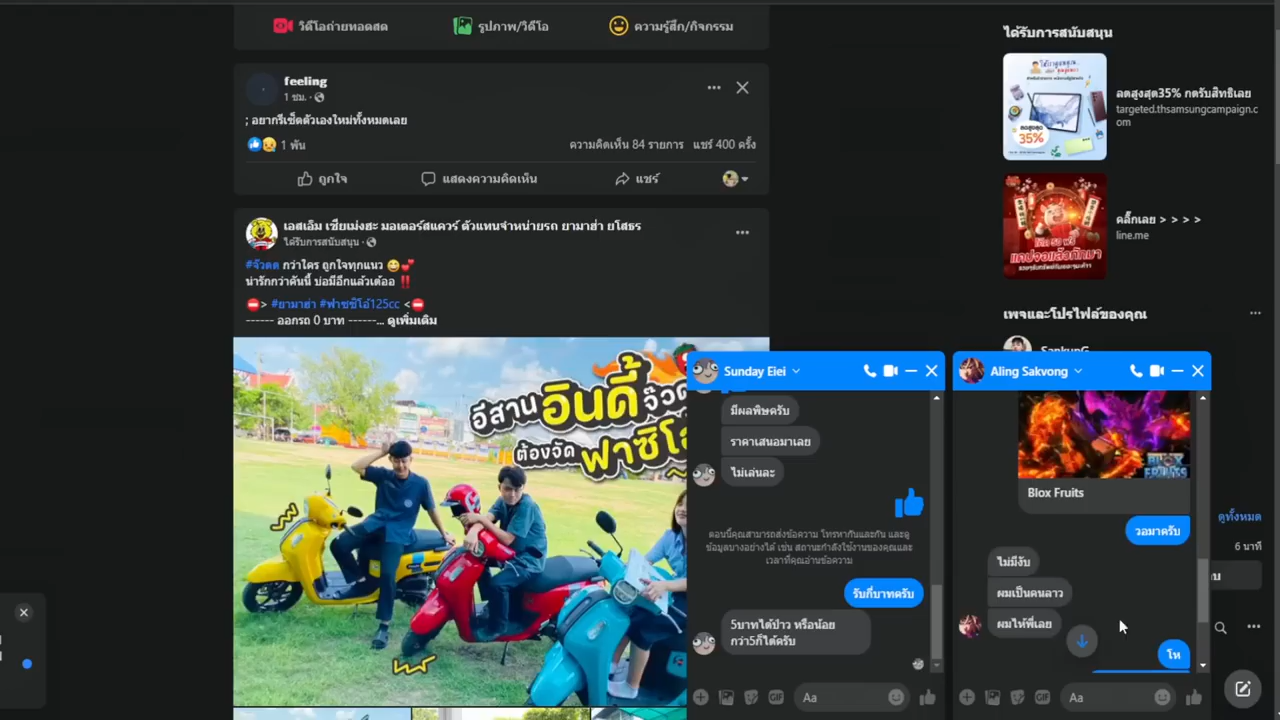 วิดีโอถ่ายทอดสด
รูปภาพ/วิดีโอ
ความรู้สึก/กิจกรรม
feeling
1 ชม. ·
; อยากรีเซ็ตตัวเองใหม่ทั้งหมดเลย
1 พัน
ความคิดเห็น 84 รายการ แชร์ 400 ครั้ง
ถูกใจ
แสดงความคิดเห็น
แชร์
เอสเอ็ม เซียเม่งฮะ มอเตอร์สแควร์ ตัวแทนจำหน่ายรถ ยามาฮ่า ยโสธร
ได้รับการสนับสนุน ·
#จ๊วดด กว่าใคร ถูกใจทุกแนว
น่ารักกว่าคันนี้ บ่อมีอีกแล้วเด้ออ
> #ยามาฮ่า #ฟาซซิโอ้125cc <
------ ออกรถ 0 บาท ------... ดูเพิ่มเติม
อีสานอินดี้จ๊วด
ต้องจัด ฟาซิโอ
ได้รับการสนับสนุน
35%
ลดสูงสุด35% กดรับสิทธิเลย
targeted.thsamsungcampaign.c
om
แคปจอแล้วทักมา
คลิ๊กเลย > > > >
line.me
เพจและโปรไฟล์ของคุณ
SankunG
ดูทั้งหมด
6 นาที
Sunday Eiei
มีผลพิษครับ
ราคาเสนอมาเลย
ไม่เล่นละ
ตอนนี้คุณสามารถส่งข้อความ โทรหากันและกัน และดู
ข้อมูลบางอย่างได้ เช่น สถานะกำลังใช้งานของคุณและ
เวลาที่คุณอ่านข้อความ
รับกี่บาทครับ
5บาทได้ป่าว หรือน้อย
กว่า5ก็ได้ครับ
Aa
Aling Sakvong
BLOX
FRUITS
Blox Fruits
วอมาครับ
ไม่มีงับ
ผมเป็นคนลาว
ผมให้พี่เลย
โห
Aa